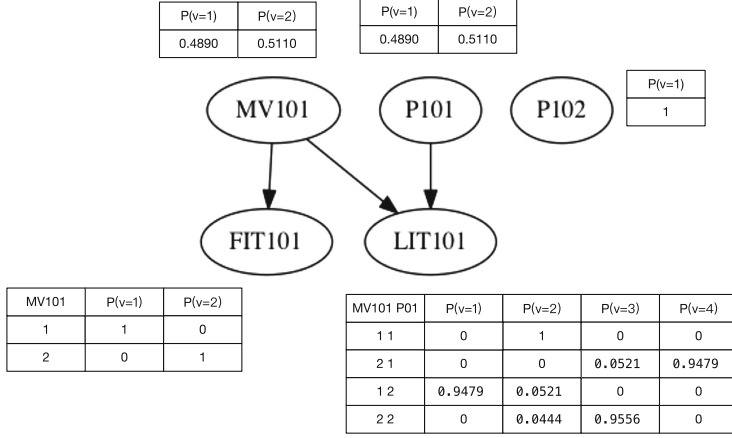 P(v=1) P(v=2)
0.4890 0.5110
P(v=1) P(v=2)
0.4890 0.5110
MV101
P101
P102
P(v=1)
1
FIT101
LIT101
MV101 P(v=1) P(v=2)
1 1 0
2 0 1
MV101 P01 P(v=1) P(v=2) P(v=3) P(v=4)
1 1 0 1 0 0
2 1 0 0 0.0521 0.9479
1 2 0.9479 0.0521 0 0
2 2 0 0.0444 0.9556 0